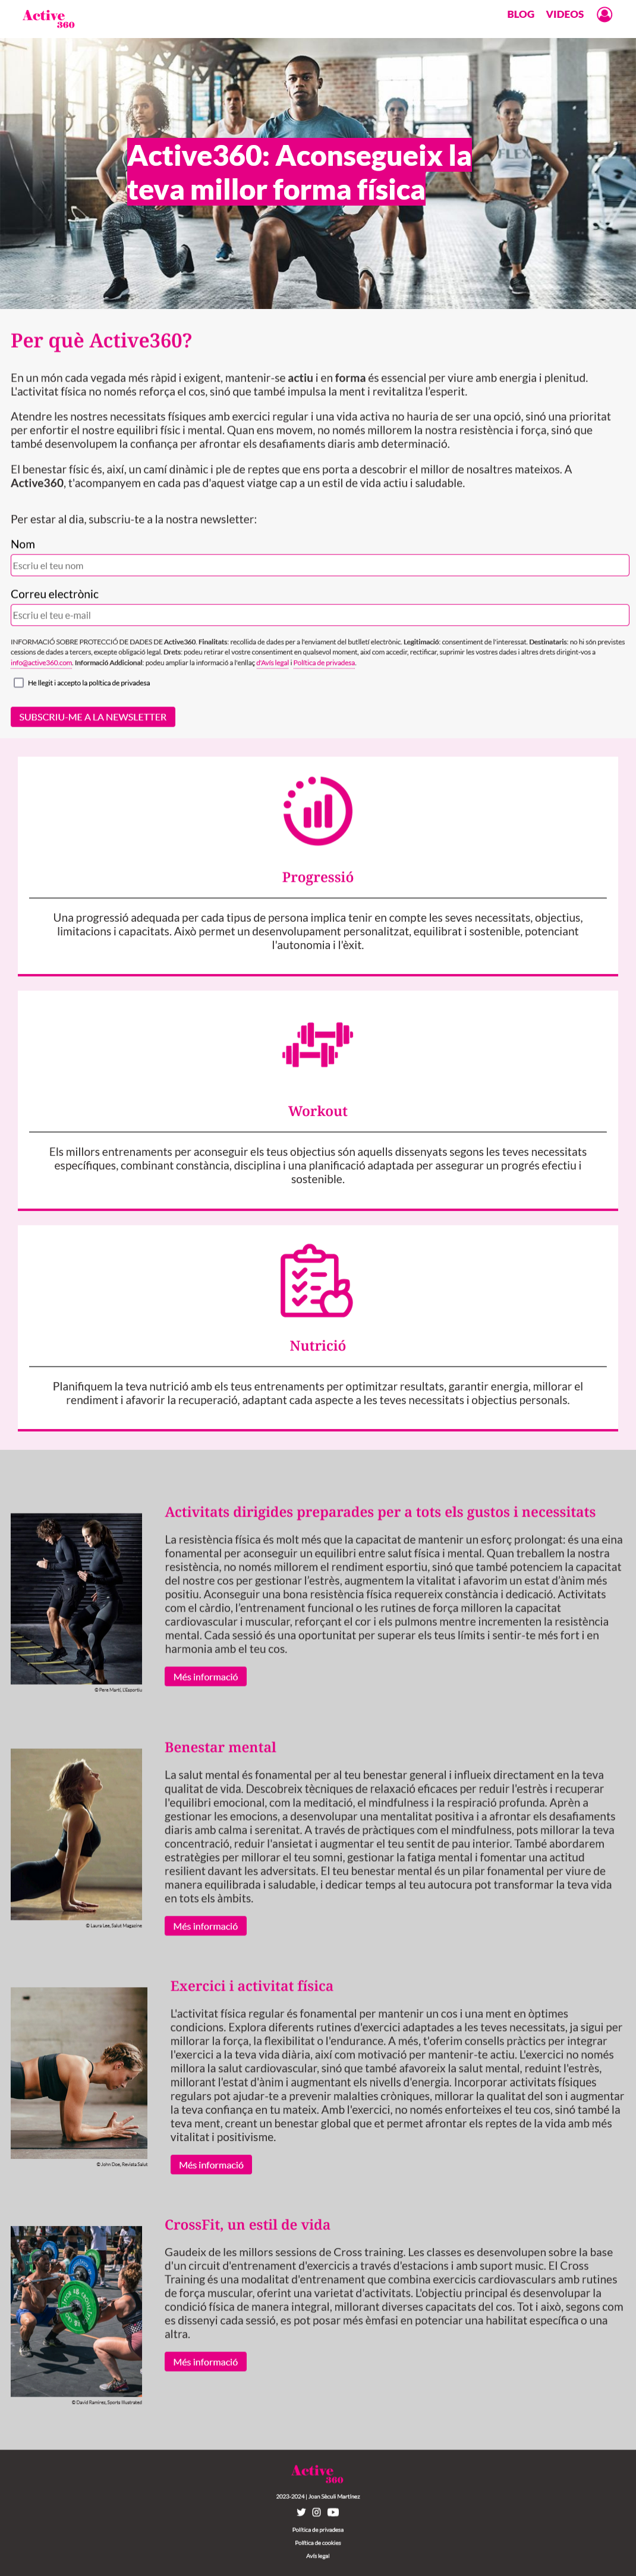 Active
360
BLOG VIDEOS
FLEX
Active360: Aconsegueix la
teva millor forma física
Per què Active360?
En un món cada vegada més ràpid i exigent, mantenir-se actiu i en forma és essencial per viure amb energia i plenitud.
L'activitat física no només reforça el cos, sinó que també impulsa la ment i revitalitza l'esperit.
Atendre les nostres necessitats físiques amb exercici regular i una vida activa no hauria de ser una opció, sinó una prioritat
per enfortir el nostre equilibri físic i mental. Quan ens movem, no només millorem la nostra resistència i força, sinó que
també desenvolupem la confiança per afrontar els desafiaments diaris amb determinació.
El benestar físic és, així, un camí dinàmic i ple de reptes que ens porta a descobrir el millor de nosaltres mateixos. A
Active360, t'acompanyem en cada pas d'aquest viatge cap a un estil de vida actiu i saludable.
Per estar al dia, subscriu-te a la nostra newsletter:
Nom
Escriu el teu nom
Correu electrònic
Escriu el teu e-mail
INFORMACIÓ SOBRE PROTECCIÓ DE DADES DE Active360. Finalitats: recollida de dades per a l'enviament del butlletí electrònic. Legitimació: consentiment de l'interessat. Destinataris: no hi són previstes
cessions de dades a tercers, excepte obligació legal. Drets: podeu retirar el vostre consentiment en qualsevol moment, així com accedir, rectificar, suprimir les vostres dades i altres drets dirigint-vos a
info@active360.com. Informació Addicional: podeu ampliar la informació a l'enllaç d'Avís legal i Política de privadesa.
He llegit i accepto la política de privadesa
SUBSCRIU-ME A LA NEWSLETTER
Progressió
Una progressió adequada per cada tipus de persona implica tenir en compte les seves necessitats, objectius,
limitacions i capacitats. Això permet un desenvolupament personalitzat, equilibrat i sostenible, potenciant
l'autonomia i l'èxit.
Workout
Els millors entrenaments per aconseguir els teus objectius són aquells dissenyats segons les teves necessitats
específiques, combinant constància, disciplina i una planificació adaptada per assegurar un progrés efectiu i
sostenible.
Nutrició
Planifiquem la teva nutrició amb els teus entrenaments per optimitzar resultats, garantir energia, millorar el
rendiment i afavorir la recuperació, adaptant cada aspecte a les teves necessitats i objectius personals.
Activitats dirigides preparades per a tots els gustos i necessitats
La resistència física és molt més que la capacitat de mantenir un esforç prolongat: és una eina
fonamental per aconseguir un equilibri entre salut física i mental. Quan treballem la nostra
resistència, no només millorem el rendiment esportiu, sinó que també potenciem la capacitat
del nostre cos per gestionar l'estrès, augmentem la vitalitat i afavorim un estat d'ànim més
positiu. Aconseguir una bona resistència física requereix constància i dedicació. Activitats
com el càrdio, l'entrenament funcional o les rutines de força milloren la capacitat
cardiovascular i muscular, reforçant el cor i els pulmons mentre incrementen la resistència
mental. Cada sessió és una oportunitat per superar els teus límits i sentir-te més fort i en
harmonia amb el teu cos.
Més informació
© Pere Martí, L'Esportiu
Benestar mental
La salut mental és fonamental per al teu benestar general i influeix directament en la teva
qualitat de vida. Descobreix tècniques de relaxació eficaces per reduir l'estrès i recuperar
l'equilibri emocional, com la meditació, el mindfulness i la respiració profunda. Aprèn a
gestionar les emocions, a desenvolupar una mentalitat positiva i a afrontar els desafiaments
diaris amb calma i serenitat. A través de pràctiques com el mindfulness, pots millorar la teva
concentració, reduir l'ansietat i augmentar el teu sentit de pau interior. També abordarem
estratègies per millorar el teu somni, gestionar la fatiga mental i fomentar una actitud
resilient davant les adversitats. El teu benestar mental és un pilar fonamental per viure de
manera equilibrada i saludable, i dedicar temps al teu autocura pot transformar la teva vida
en tots els àmbits.
Més informació
© Laura Lee, Salut Magazine
Exercici i activitat física
L'activitat física regular és fonamental per mantenir un cos i una ment en òptimes
condicions. Explora diferents rutines d'exercici adaptades a les teves necessitats, ja sigui per
millorar la força, la flexibilitat o l'endurance. A més, t'oferim consells pràctics per integrar
l'exercici a la teva vida diària, així com motivació per mantenir-te actiu. L'exercici no només
millora la salut cardiovascular, sinó que també afavoreix la salut mental, reduint l'estrès,
millorant l'estat d'ànim i augmentant els nivells d'energia. Incorporar activitats físiques
regulars pot ajudar-te a prevenir malalties cròniques, millorar la qualitat del son i augmentar
la teva confiança en tu mateix. Amb l'exercici, no només enforteixes el teu cos, sinó també la
teva ment, creant un benestar global que et permet afrontar els reptes de la vida amb més
vitalitat i positivisme.
Més informació
© John Doe, Revista Salut
CrossFit, un estil de vida
Gaudeix de les millors sessions de Cross training. Les classes es desenvolupen sobre la base
d'un circuit d'entrenament d'exercicis a través d'estacions i amb suport music. El Cross
Training és una modalitat d'entrenament que combina exercicis cardiovasculars amb rutines
de força muscular, oferint una varietat d'activitats. L'objectiu principal és desenvolupar la
condició física de manera integral, millorant diverses capacitats del cos. Tot i això, segons com
es dissenyi cada sessió, es pot posar més èmfasi en potenciar una habilitat específica o una
altra.
Més informació
© David Ramires, Sports Illustrated
Active
360
2023-2024 | Joan Sèculi Martínez
Política de privadesa
Política de cookies
Avís legal